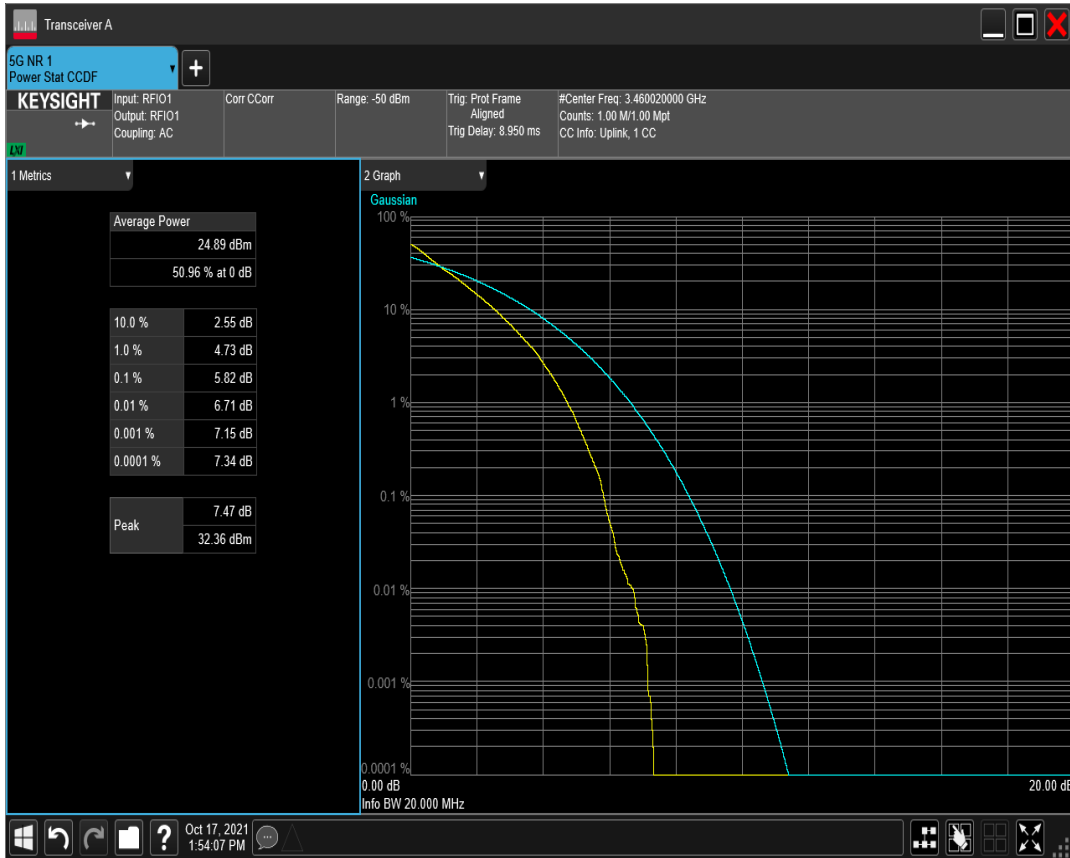 Transceiver A
5G NR 1
Power Stat CCDF
+
KEYSIGHT
LXI
Input: RFIO1
Output: RFIO1
Coupling: AC
Corr CCorr
Range: -50 dBm
Trig: Prot Frame
Aligned
Trig Delay: 8.950 ms
#Center Freq: 3.460020000 GHz
Counts: 1.00 M/1.00 Mpt
CC Info: Uplink, 1 CC
1 Metrics
Average Power
24.89 dBm
50.96 % at 0 dB
10.0 % 2.55 dB
1.0 % 4.73 dB
0.1 % 5.82 dB
0.01 % 6.71 dB
0.001 % 7.15 dB
0.0001 % 7.34 dB
Peak 7.47 dB
32.36 dBm
2 Graph
Gaussian
100 %
10 %
1 %
0.1 %
0.01 %
0.001 %
0.0001 %
0.00 dB 20.00 dB
Info BW 20.000 MHz
?
Oct 17, 2021
1:54:07 PM